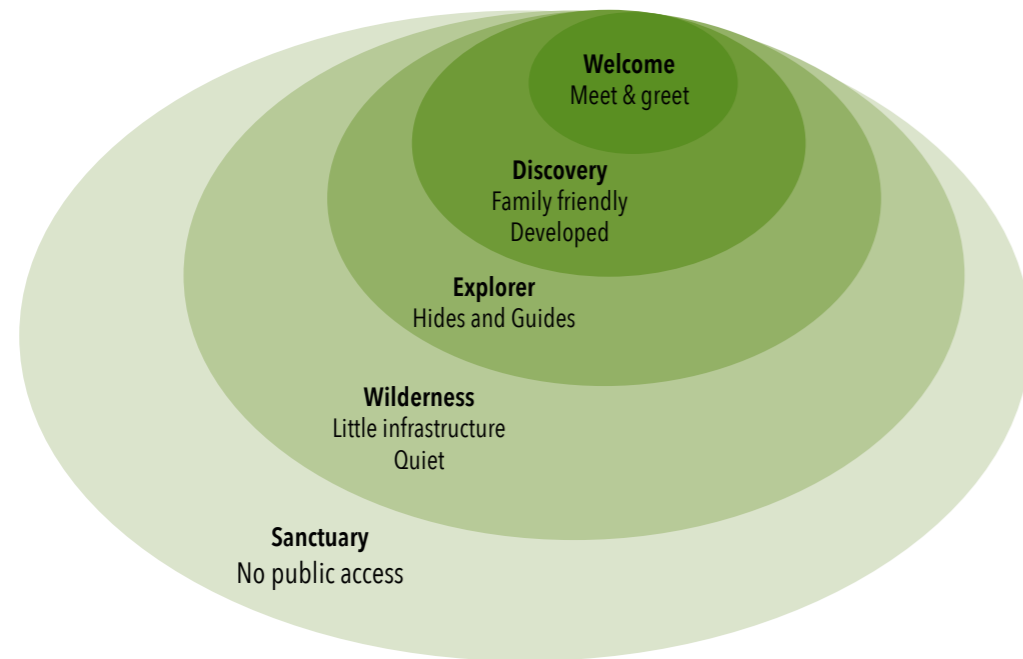 Welcome
Meet & greet
Discovery
Family friendly
Developed
Explorer
Hides and Guides
Wilderness
Little infrastructure
Quiet
Sanctuary
No public access